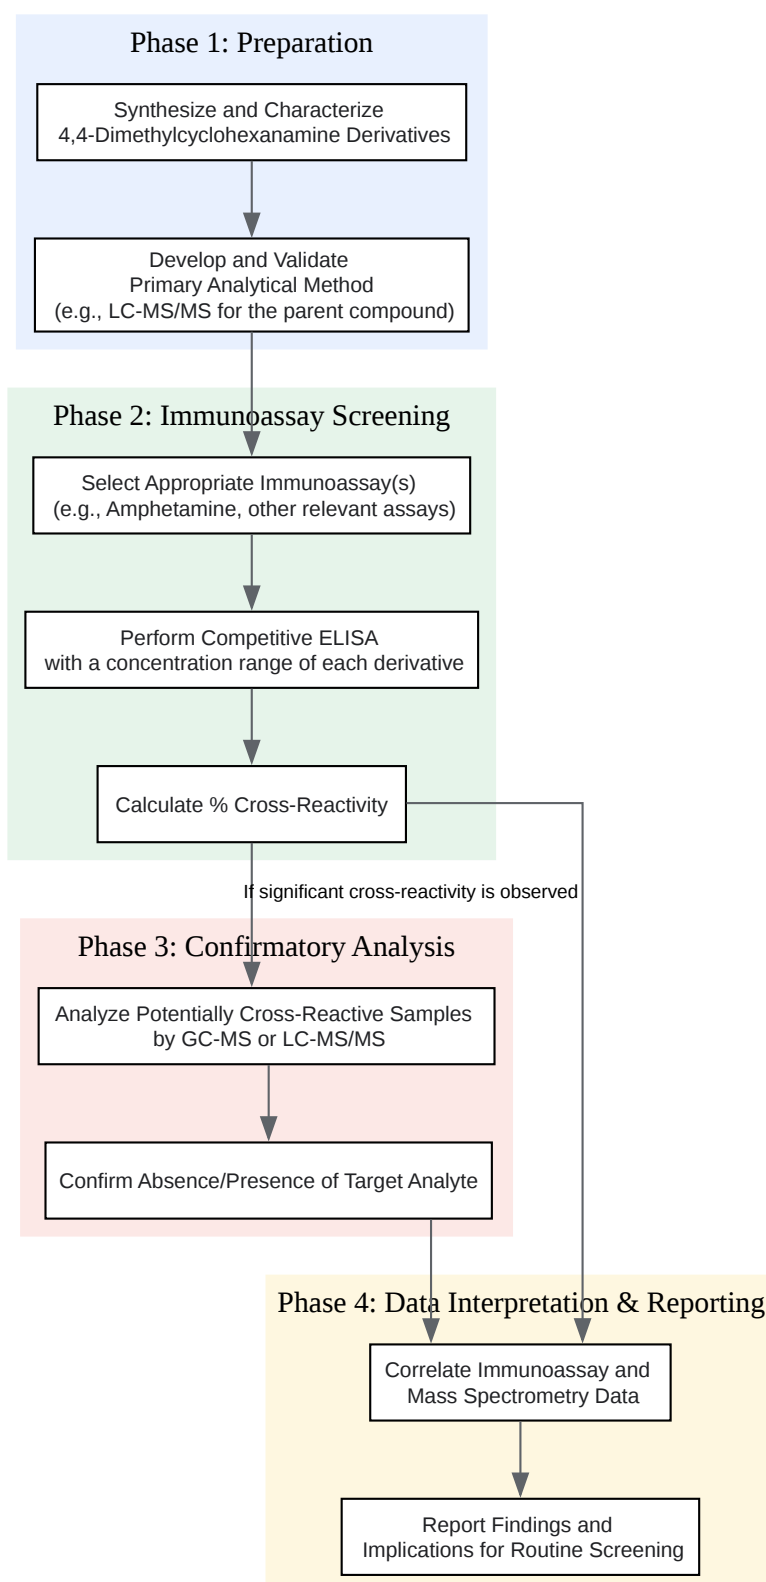 Phase 1: Preparation
Synthesize and Characterize
4,4-Dimethylcyclohexanamine Derivatives
Develop and Validate
Primary Analytical Method
(e.g., LC-MS/MS for the parent compound)
Phase 2: Immunoassay Screening
Select Appropriate Immunoassay(s)
(e.g., Amphetamine, other relevant assays)
Perform Competitive ELISA
with a concentration range of each derivative
Calculate % Cross-Reactivity
If significant cross-reactivity is observed
Phase 3: Confirmatory Analysis
Analyze Potentially Cross-Reactive Samples
by GC-MS or LC-MS/MS
Confirm Absence/Presence of Target Analyte
Phase 4: Data Interpretation & Reporting
Correlate Immunoassay and
Mass Spectrometry Data
Report Findings and
Implications for Routine Screening